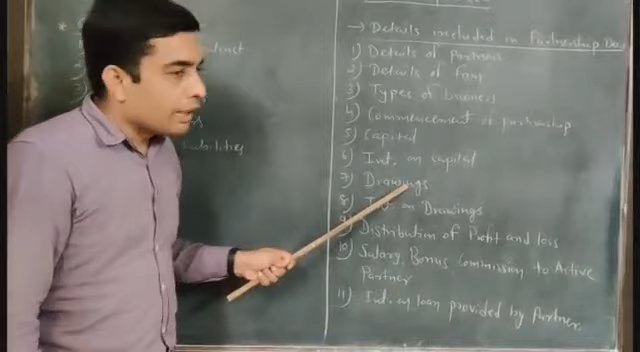 → Details included in Partnership Dee
1) Details of Partners
2) Details of firm
3) Types of business
4) Commencement of partnership
5) Capital
6) Int. on capital
7) Drawings
8) Int. on Drawings
9) Distribution of Profit and loss
10) Salary, Bonus, Commission to Active
Partner
11) Int. on loan provided by Partner